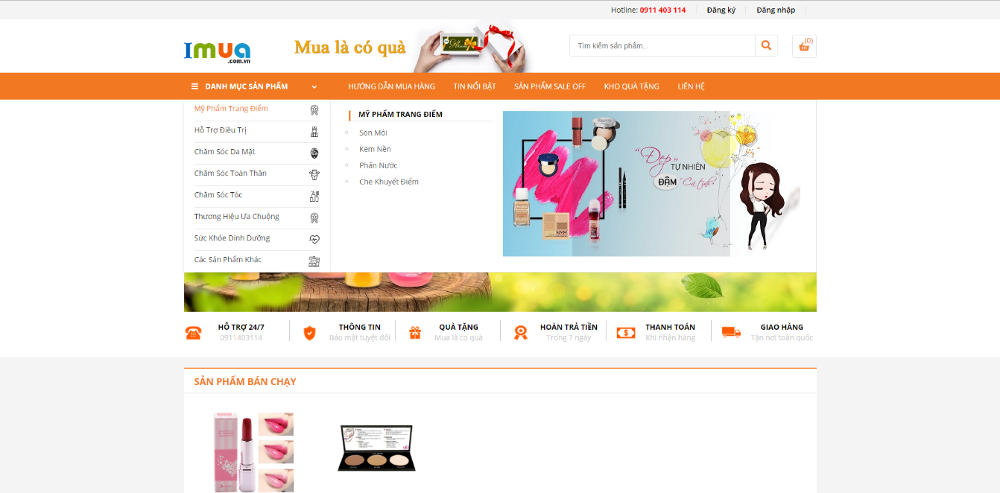 Hotline: 0911 403 114
Đăng ký
Đăng nhập
Imua
.com.vn
Mua là có quà
Gift
Tìm kiếm sản phẩm...
(0)
DANH MỤC SẢN PHẨM
HƯỚNG DẪN MUA HÀNG
TIN NỔI BẬT
SẢN PHẨM SALE OFF
KHO QUÀ TẶNG
LIÊN HỆ
Mỹ Phẩm Trang Điểm
Hỗ Trợ Điều Trị
Chăm Sóc Da Mặt
Chăm Sóc Toàn Thân
Chăm Sóc Tóc
Thương Hiệu Ưa Chuộng
Sức Khỏe Dinh Dưỡng
Các Sản Phẩm Khác
MỸ PHẨM TRANG ĐIỂM
Son Môi
Kem Nền
Phấn Nước
Che Khuyết Điểm
"Đẹp"
TỰ NHIÊN
ĐẬM "Cá tính"
NYX
HỖ TRỢ 24/7
0911403114
THÔNG TIN
Bảo mật tuyệt đối
QUÀ TẶNG
Mua là có quà
HOÀN TRẢ TIỀN
Trong 7 ngày
THANH TOÁN
Khi nhận hàng
GIAO HÀNG
Tận nơi toàn quốc
SẢN PHẨM BÁN CHẠY